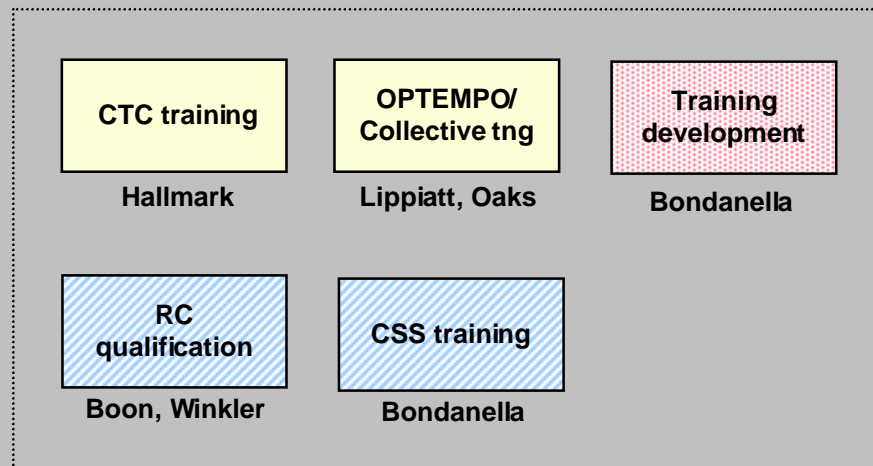 CTC training
Hallmark
OPTEMPO/
Collective tng
Lippiatt, Oaks
Training
development
Bondanella
RC
qualification
Boon, Winkler
CSS training
Bondanella